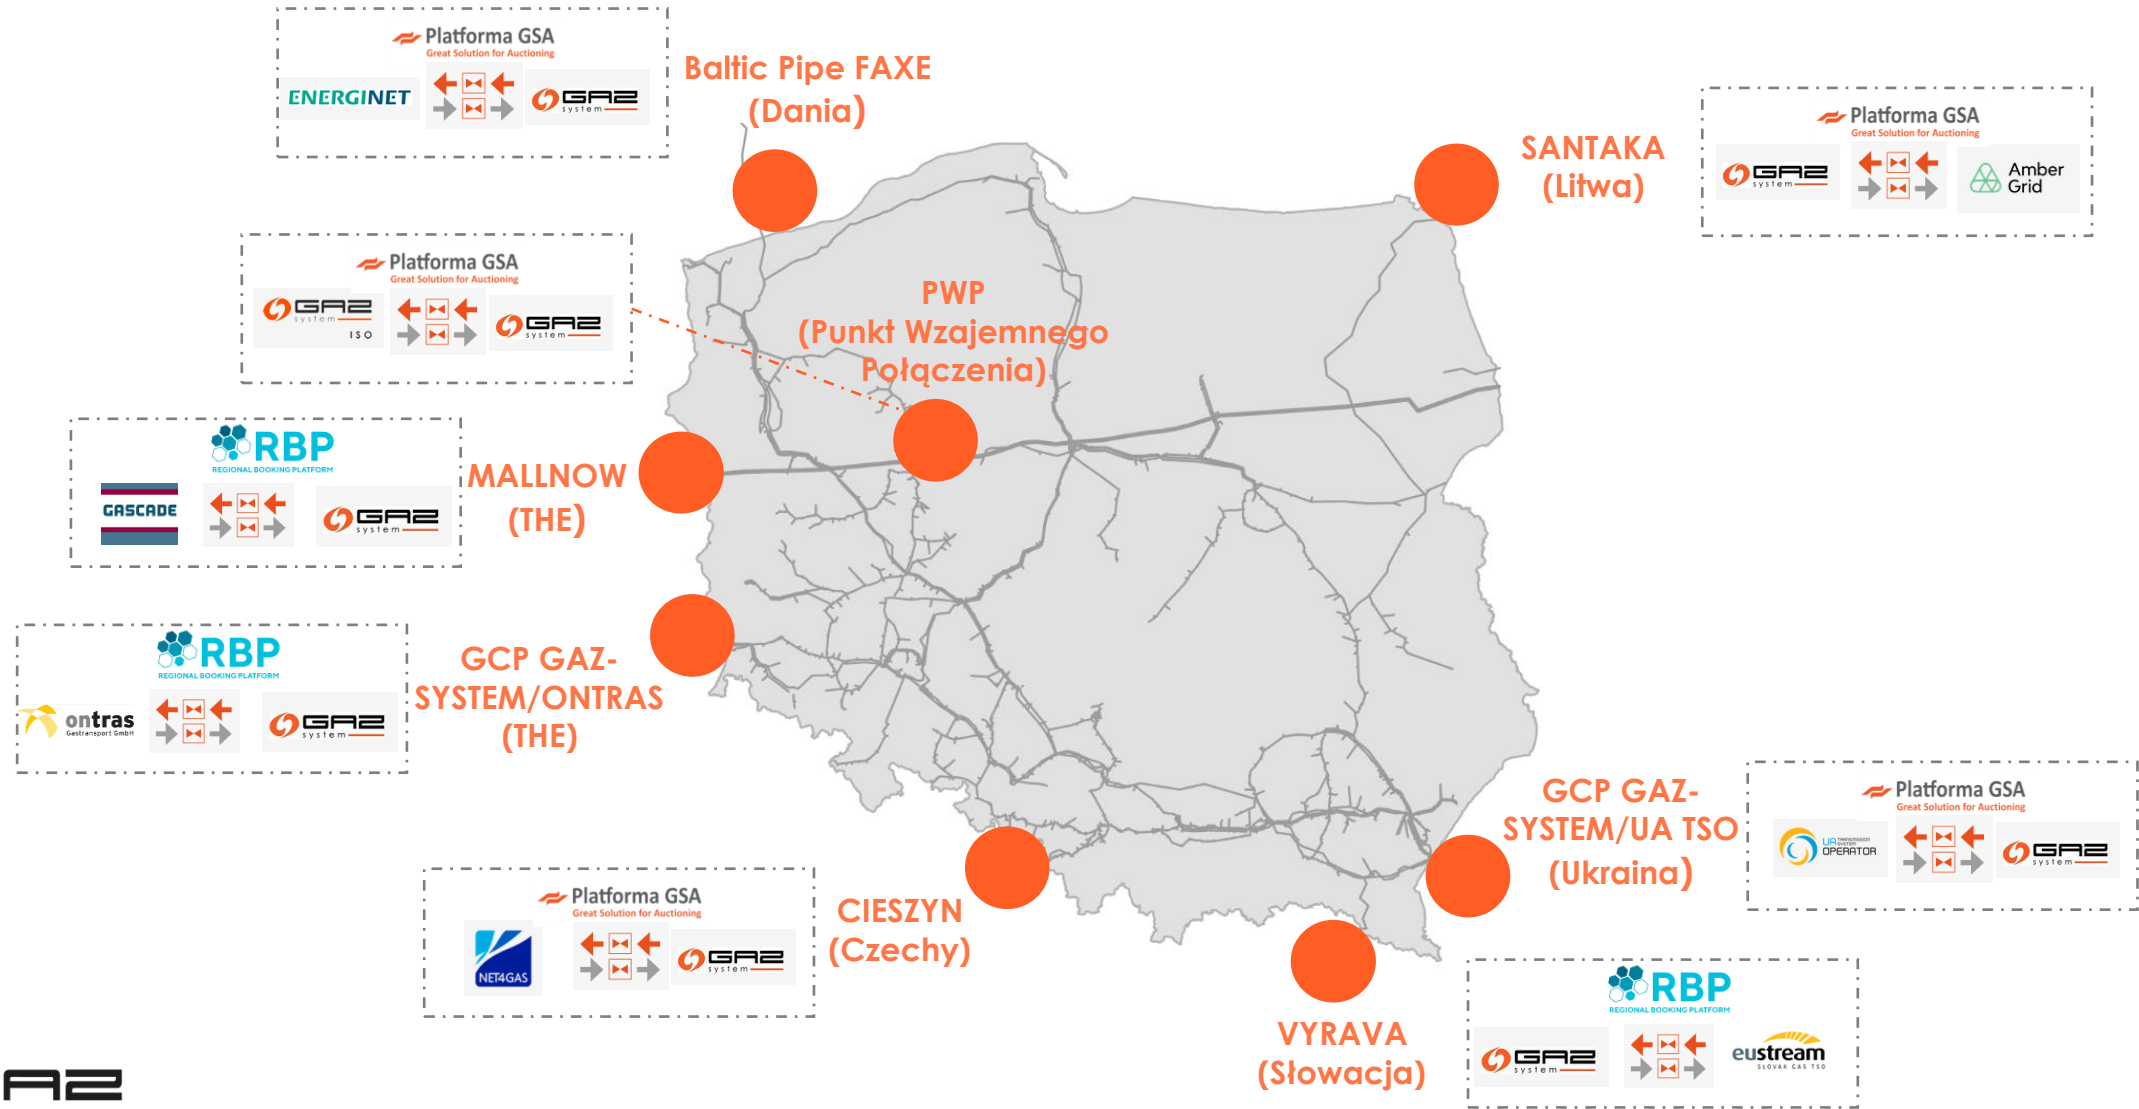 Platforma GSA
Great Solution for Auctioning
ENERGINET
GAZ
system
Baltic Pipe FAXE
(Dania)
SANTAKA
(Litwa)
Platforma GSA
Great Solution for Auctioning
GAZ
system
Amber
Grid
Platforma GSA
Great Solution for Auctioning
GAZ
system
ISO
GAZ
system
PWP
(Punkt Wzajemnego
Połączenia)
RBP
REGIONAL BOOKING PLATFORM
GASCADE
GAZ
system
MALLNOW
(THE)
RBP
REGIONAL BOOKING PLATFORM
ontras
Gastransport GmbH
GAZ
system
GCP GAZ-
SYSTEM/ONTRAS
(THE)
GCP GAZ-
SYSTEM/UA TSO
(Ukraina)
Platforma GSA
Great Solution for Auctioning
UA TRANSMISSION
SYSTEM
OPERATOR
GAZ
system
Platforma GSA
Great Solution for Auctioning
NET4GAS
GAZ
system
CIESZYN
(Czechy)
VYRAVA
(Słowacja)
RBP
REGIONAL BOOKING PLATFORM
GAZ
system
eustream
SLOVAK GAS TSO
AZ